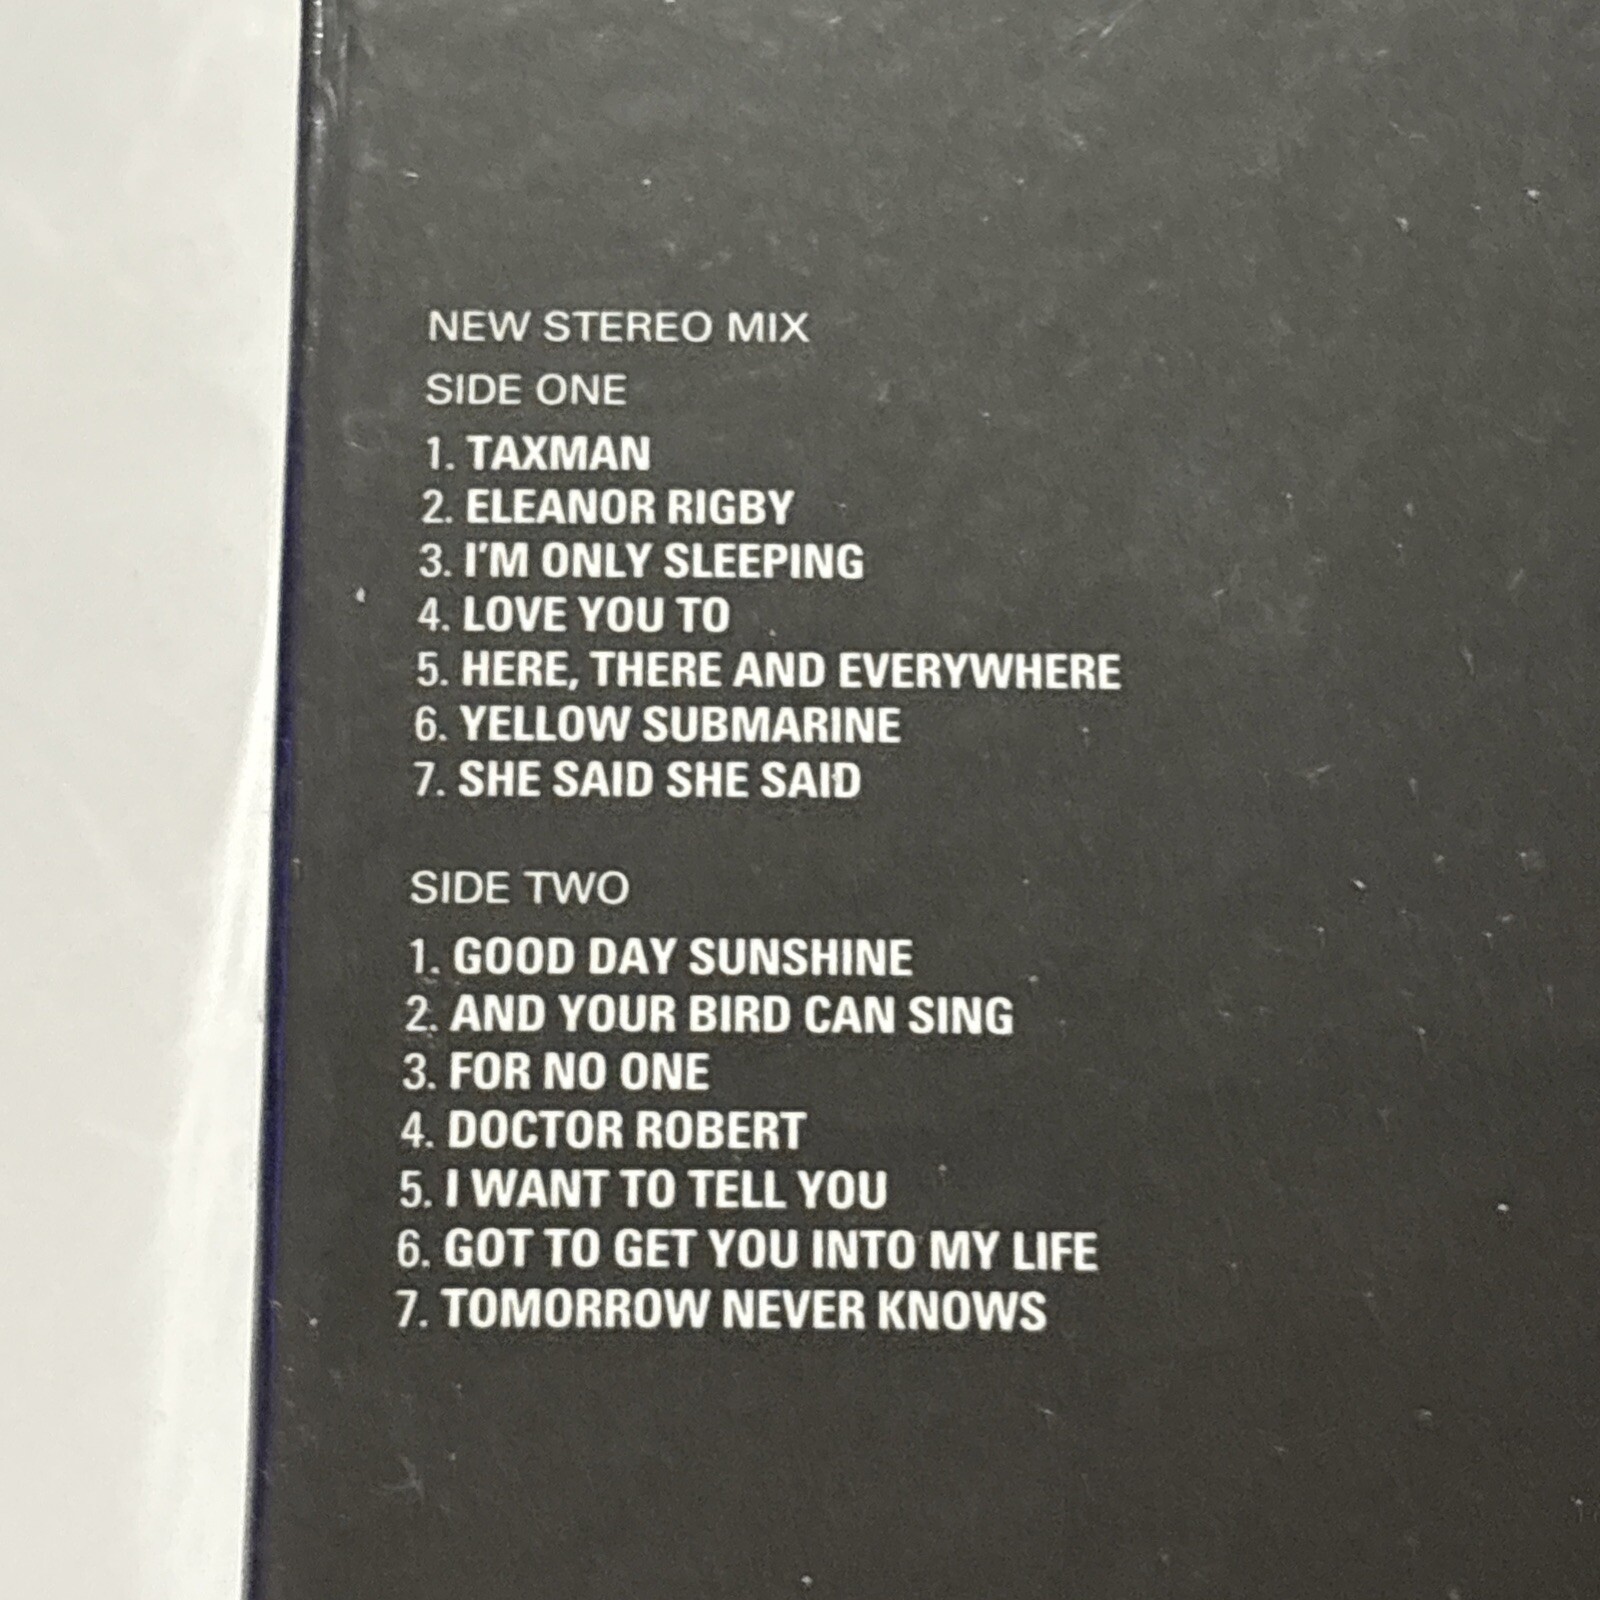 NEW STEREO MIX
SIDE ONE
1. TAXMAN
2. ELEANOR RIGBY
3. I'M ONLY SLEEPING
4. LOVE YOU TO
5. HERE, THERE AND EVERYWHERE
6. YELLOW SUBMARINE
7. SHE SAID SHE SAID
SIDE TWO
1. GOOD DAY SUNSHINE
2. AND YOUR BIRD CAN SING
3. FOR NO ONE
4. DOCTOR ROBERT
5. I WANT TO TELL YOU
6. GOT TO GET YOU INTO MY LIFE
7. TOMORROW NEVER KNOWS